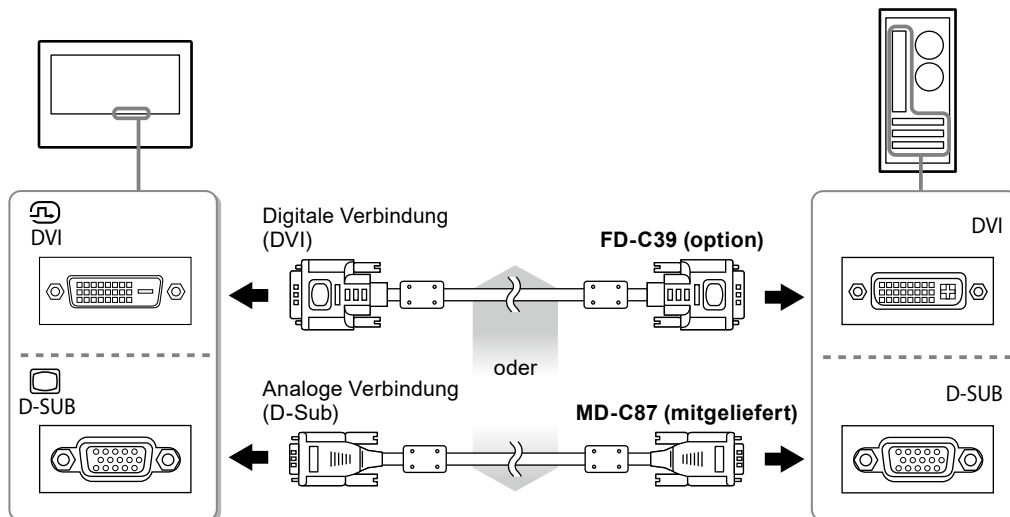 DVI
Digitale Verbindung
(DVI)
FD-C39 (option)
DVI
oder
D-SUB
Analoge Verbindung
(D-Sub)
MD-C87 (mitgeliefert)
D-SUB